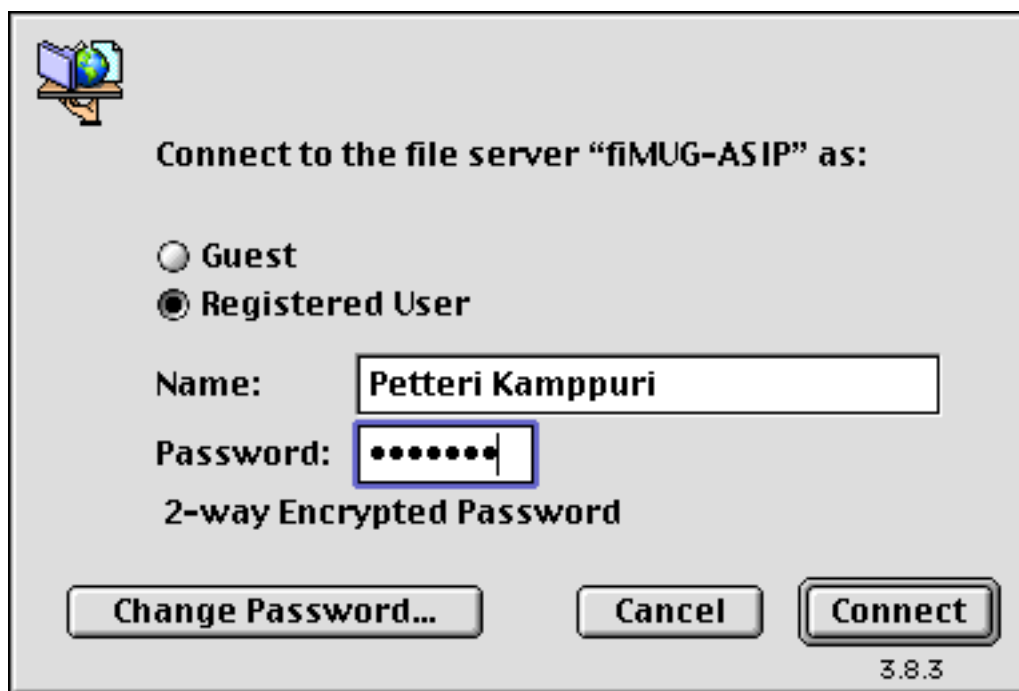 Connect to the file server “fiMUG-ASIP” as:
Guest
Registered User
Name: Petteri Kamppuri
Password: •••••••
2-way Encrypted Password
Change Password... Cancel Connect
3.8.3